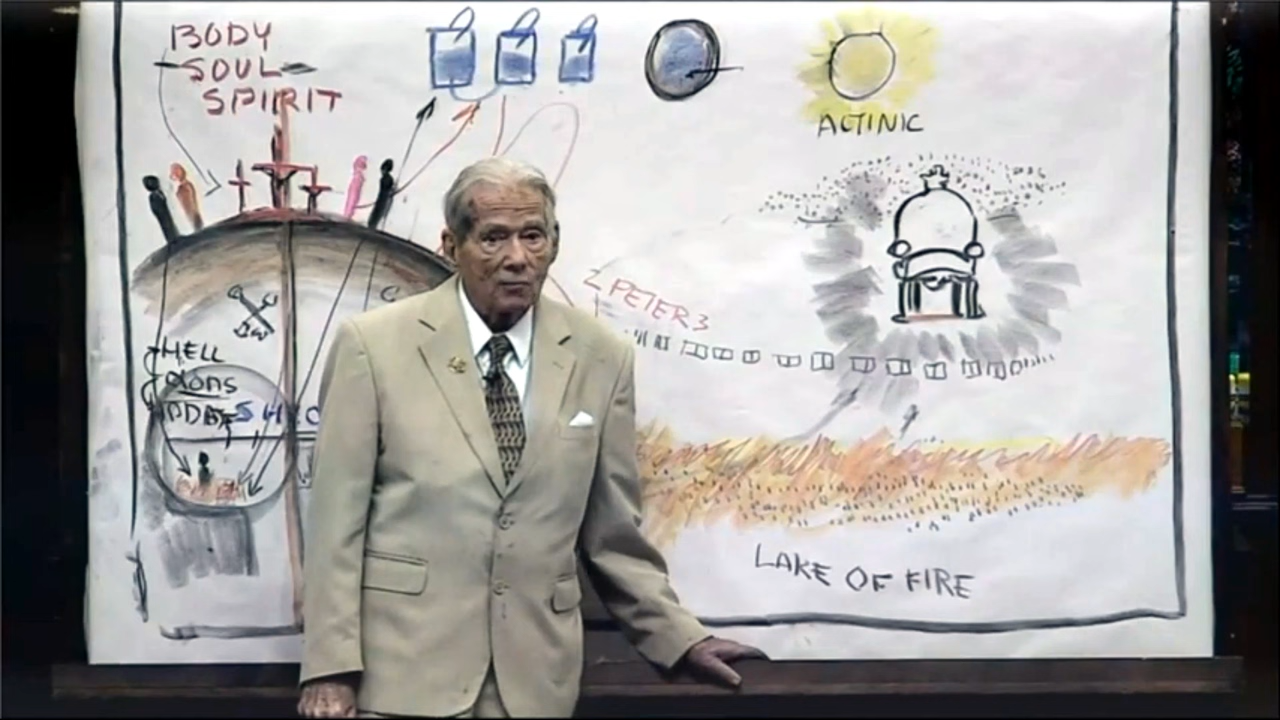 BODY
SOUL
SPIRIT
ACTINIC
2 PETER 3
HELL
LAKE OF FIRE